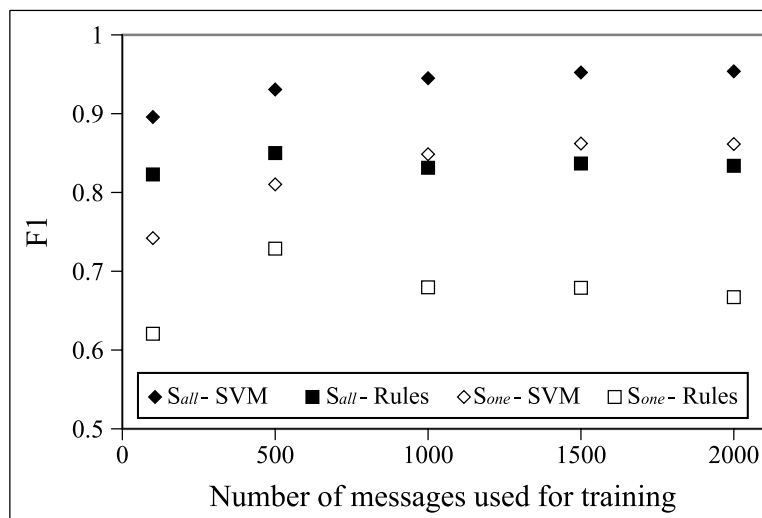 1
0.9
0.8
0.7
0.6
0.5
F1
Sall - SVM Sall - Rules Sone - SVM Sone - Rules
0 500 1000 1500 2000
Number of messages used for training